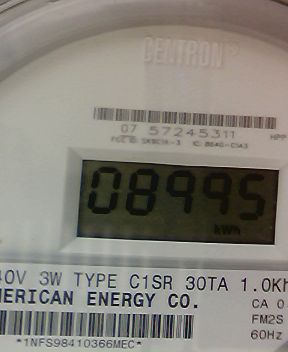 CENTRON®
07 57245311
08995
kWh
40V 3W TYPE C1SR 30TA 1.0Kh
MERICAN ENERGY CO.
CA 0
FM2S
60Hz
*1NFS98410366MEC*